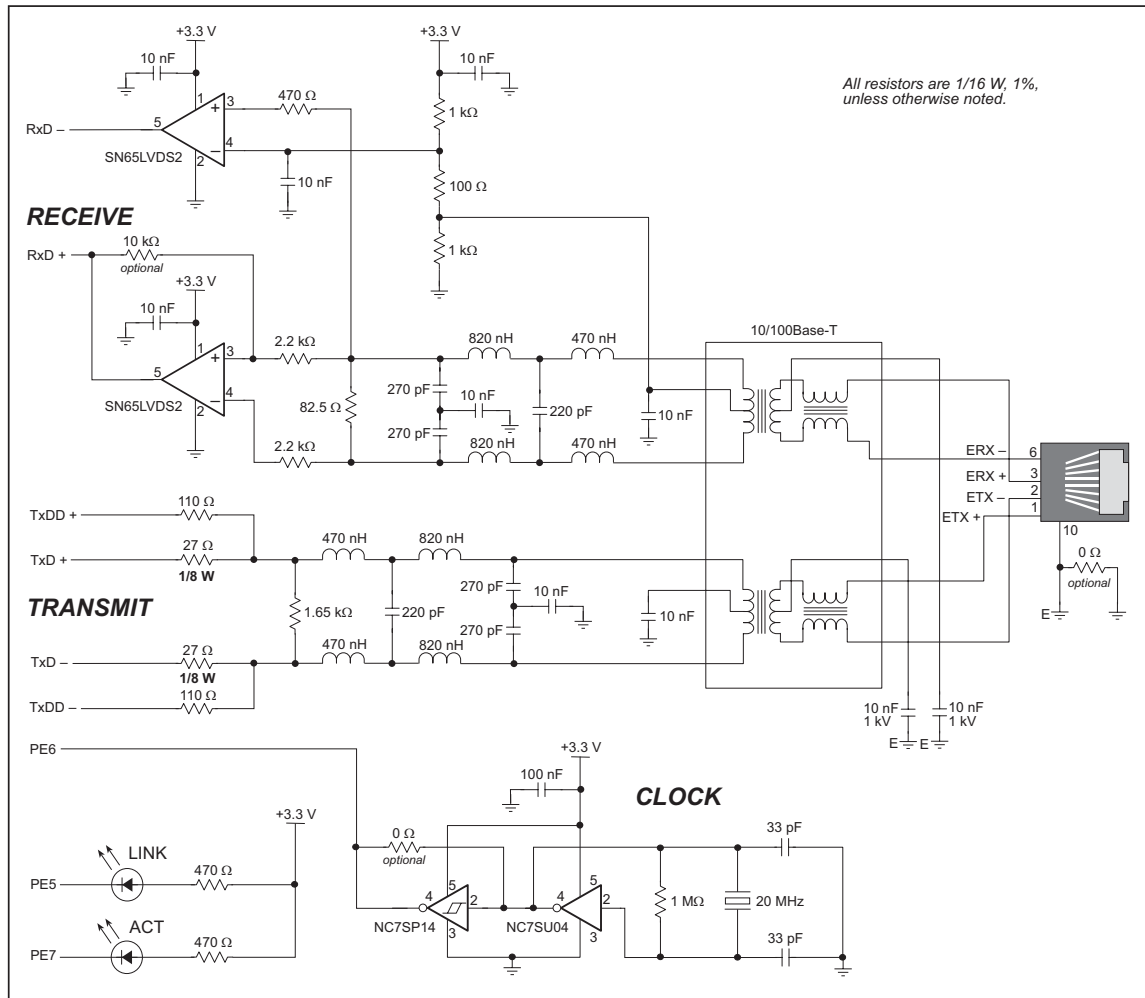 +3.3 V
+3.3 V
10 nF
10 nF
All resistors are 1/16 W, 1%,
unless otherwise noted.
1
3
470 Ω
+
1 kΩ
RxD –
5
4
–
2
SN65LVDS2
10 nF
100 Ω
RECEIVE
10 kΩ
RxD +
optional
1 kΩ
+3.3 V
10 nF
10/100Base-T
820 nH
470 nH
1
3
2.2 kΩ
+
270 pF
10 nF
5
4
–
82.5 Ω
220 pF
10 nF
SN65LVDS2
2
270 pF
2.2 kΩ
820 nH
470 nH
ERX –
6
ERX +
3
ETX –
2
ETX +
1
10
110 Ω
TxDD +
27 Ω
470 nH
820 nH
TxD +
1/8 W
0 Ω
optional
E
270 pF
10 nF
TRANSMIT
1.65 kΩ
220 pF
10 nF
270 pF
27 Ω
470 nH
820 nH
TxD –
1/8 W
110 Ω
TxDD –
10 nF
1 kV
10 nF
1 kV
E
E
PE6
+3.3 V
100 nF
CLOCK
+3.3 V
0 Ω
optional
33 pF
LINK
470 Ω
PE5
4
5
2
4
5
2
1 MΩ
20 MHz
NC7SP14
3
NC7SU04
3
ACT
470 Ω
33 pF
PE7